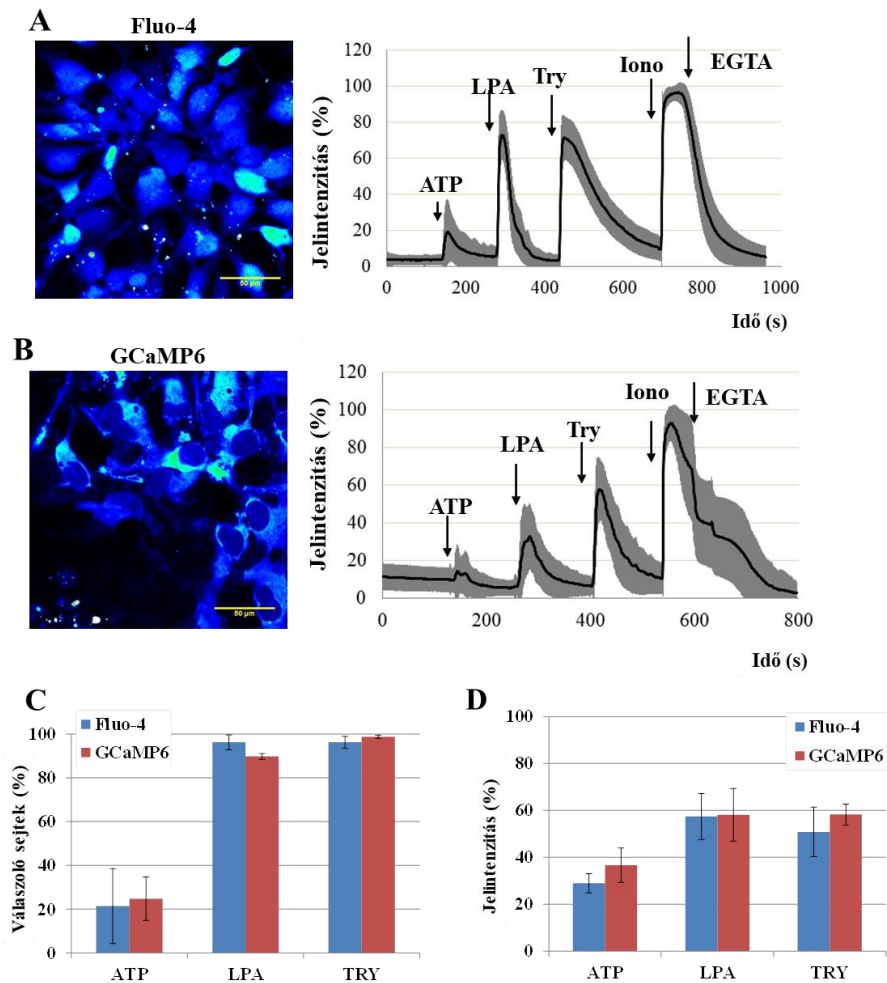 A
Fluo-4
50 µm
Jelintenzitás (%)
120
100
80
60
40
20
0
0 200 400 600 800 1000
Idő (s)
ATP
LPA
Try
Iono
EGTA
B
GCaMP6
50 µm
Jelintenzitás (%)
120
100
80
60
40
20
0
0 200 400 600 800
Idő (s)
ATP
LPA
Try
Iono
EGTA
C
Fluo-4
GCaMP6
Válaszoló sejtek (%)
100
80
60
40
20
0
ATP LPA TRY
D
Fluo-4
GCaMP6
Jelintenzitás (%)
100
80
60
40
20
0
ATP LPA TRY